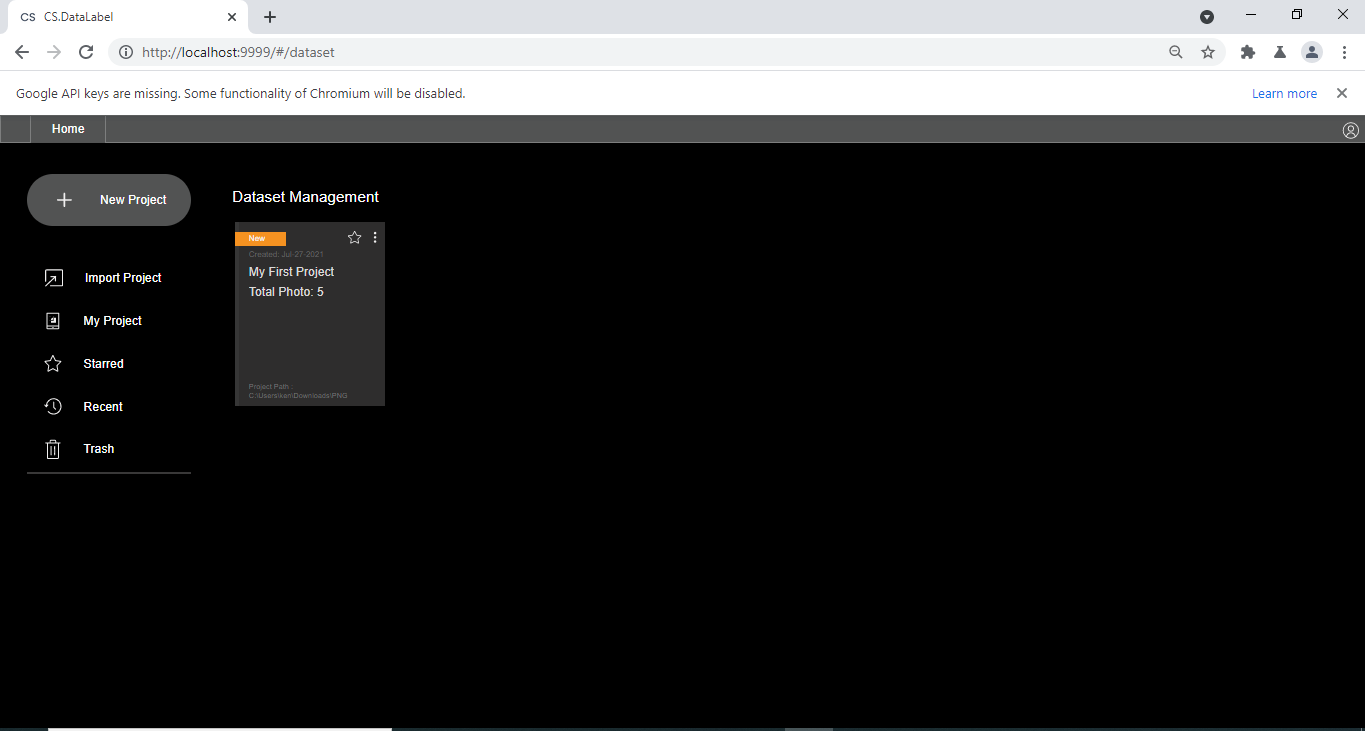 CS CS.DataLabel
http://localhost:9999/#/dataset
Google API keys are missing. Some functionality of Chromium will be disabled. Learn more
Home
New Project
Import Project
My Project
Starred
Recent
Trash
Dataset Management
New
Created: Jul-27-2021
My First Project
Total Photo: 5
Project Path :
C:\Users\ken\Downloads\PNG